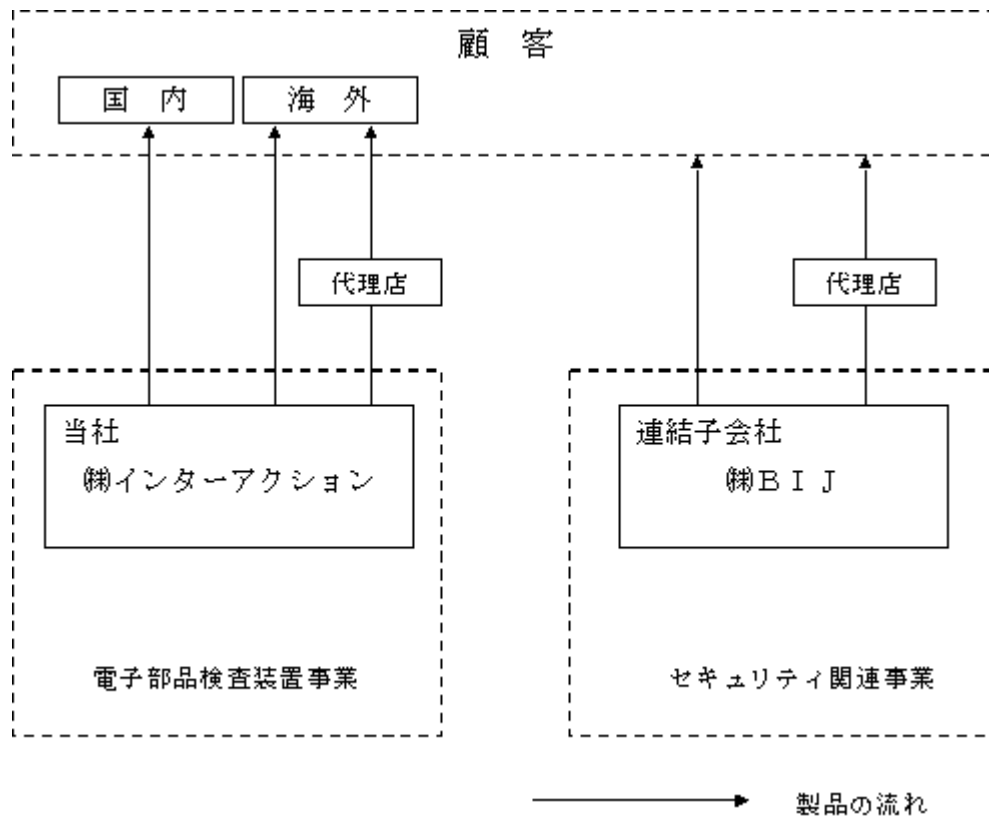 顧 客
国 内
海 外
代理店
代理店
当社
㈱インターアクション
連結子会社
㈱ＢＩＪ
電子部品検査装置事業
セキュリティ関連事業
製品の流れ